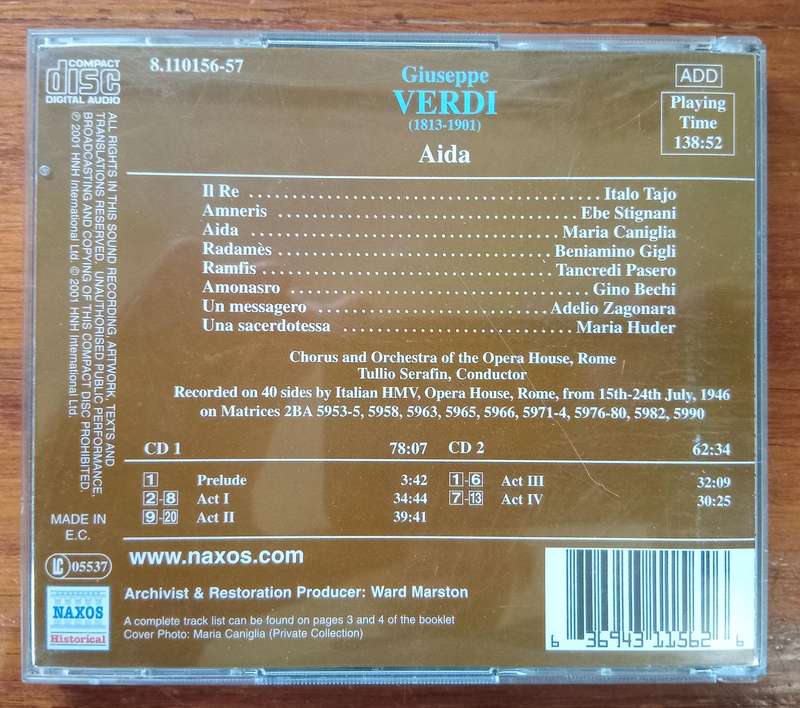 COMPACT
disc
DIGITAL AUDIO
8.110156-57
Giuseppe
VERDI
(1813-1901)
Aida
ADD
Playing
Time
138:52
ALL RIGHTS IN THIS SOUND RECORDING, ARTWORK, TEXTS AND
TRANSLATIONS RESERVED. UNAUTHORISED PUBLIC PERFORMANCE,
BROADCASTING AND COPYING OF THIS COMPACT DISC PROHIBITED.
℗ 2001 HNH International Ltd. © 2001 HNH International Ltd.
Il Re ........ Italo Tajo
Amneris ........ Ebe Stignani
Aida ........ Maria Caniglia
Radamès ........ Beniamino Gigli
Ramfis ........ Tancredi Pasero
Amonasro ........ Gino Bechi
Un messagero ........ Adelio Zagonara
Una sacerdotessa ........ Maria Huder
Chorus and Orchestra of the Opera House, Rome
Tullio Serafin, Conductor
Recorded on 40 sides by Italian HMV, Opera House, Rome, from 15th-24th July, 1946
on Matrices 2BA 5953-5, 5958, 5963, 5965, 5966, 5971-4, 5976-80, 5982, 5990
CD 1 78:07 CD 2 62:34
1 Prelude 3:42 1-6 Act III 32:09
2-8 Act I 34:44 7-13 Act IV 30:25
9-20 Act II 39:41
MADE IN
E.C.
LC 05537
NAXOS
Historical
www.naxos.com
Archivist & Restoration Producer: Ward Marston
A complete track list can be found on pages 3 and 4 of the booklet
Cover Photo: Maria Caniglia (Private Collection)
6 36943 11562 6